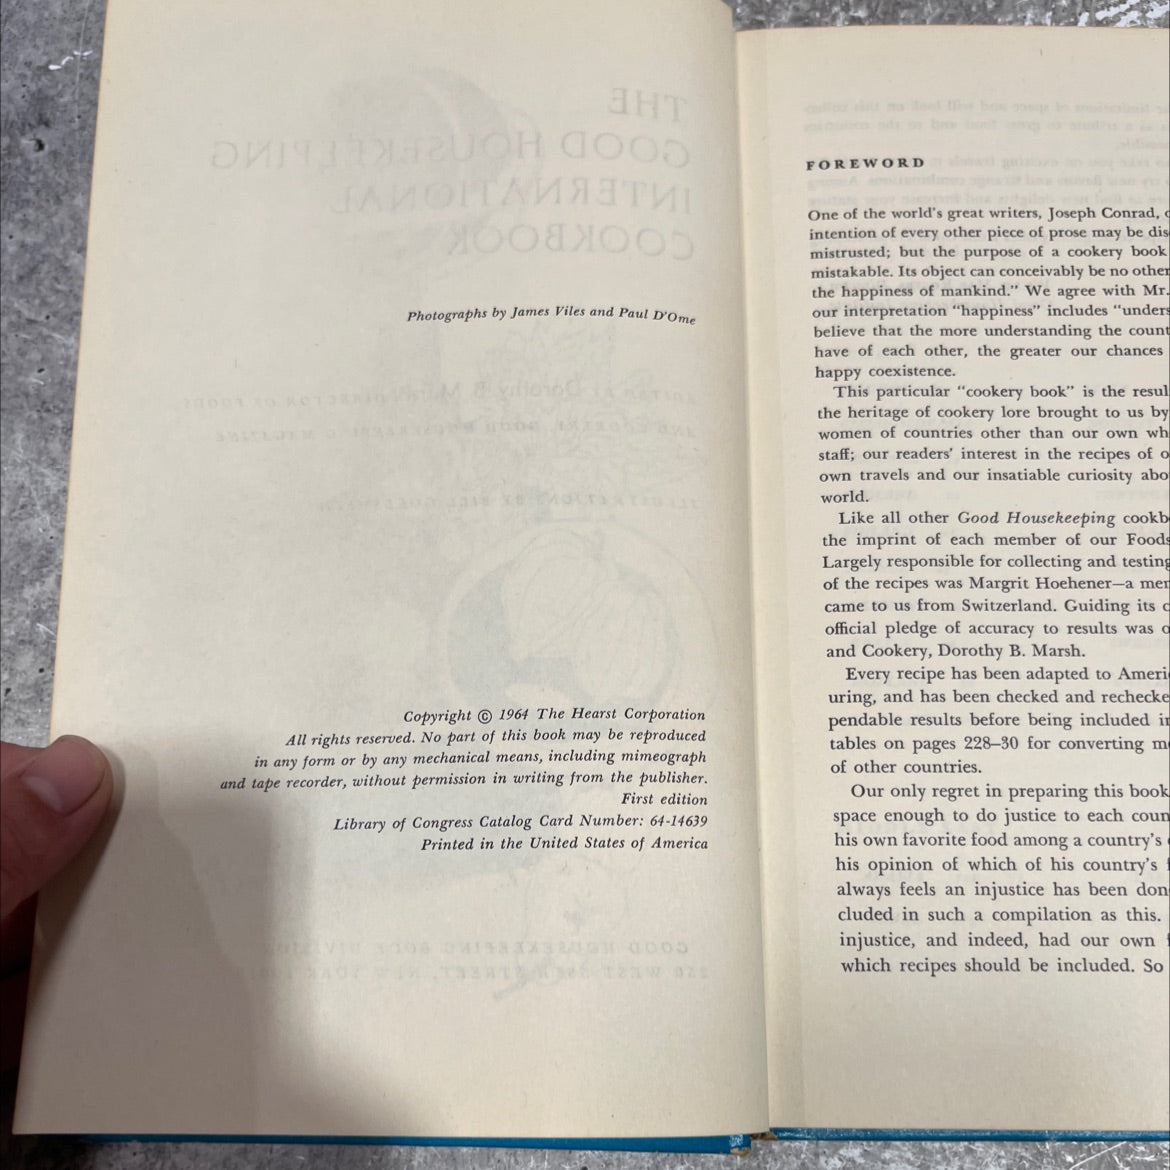 THE
GOOD HOUSEKEEPING
INTERNATIONAL
COOKBOOK
Photographs by James Viles and Paul D'Ome
Copyright © 1964 The Hearst Corporation
All rights reserved. No part of this book may be reproduced
in any form or by any mechanical means, including mimeograph
and tape recorder, without permission in writing from the publisher.
First edition
Library of Congress Catalog Card Number: 64-14639
Printed in the United States of America
FOREWORD
One of the world's great writers, Joseph Conrad,
intention of every other piece of prose may be dis
mistrusted; but the purpose of a cookery book
mistakable. Its object can conceivably be no other
the happiness of mankind.” We agree with Mr.
our interpretation “happiness” includes “unders
believe that the more understanding the count
have of each other, the greater our chances
happy coexistence.
This particular “cookery book” is the resul
the heritage of cookery lore brought to us by
women of countries other than our own wh
staff; our readers' interest in the recipes of o
own travels and our insatiable curiosity abo
world.
Like all other Good Housekeeping cookb
the imprint of each member of our Foods
Largely responsible for collecting and testing
of the recipes was Margrit Hoehener—a mem
came to us from Switzerland. Guiding its c
official pledge of accuracy to results was o
and Cookery, Dorothy B. Marsh.
Every recipe has been adapted to Ameri
uring, and has been checked and rechecke
pendable results before being included in
tables on pages 228–30 for converting me
of other countries.
Our only regret in preparing this book
space enough to do justice to each coun
his own favorite food among a country's
his opinion of which of his country's
always feels an injustice has been don
cluded in such a compilation as this.
injustice, and indeed, had our own
which recipes should be included. So